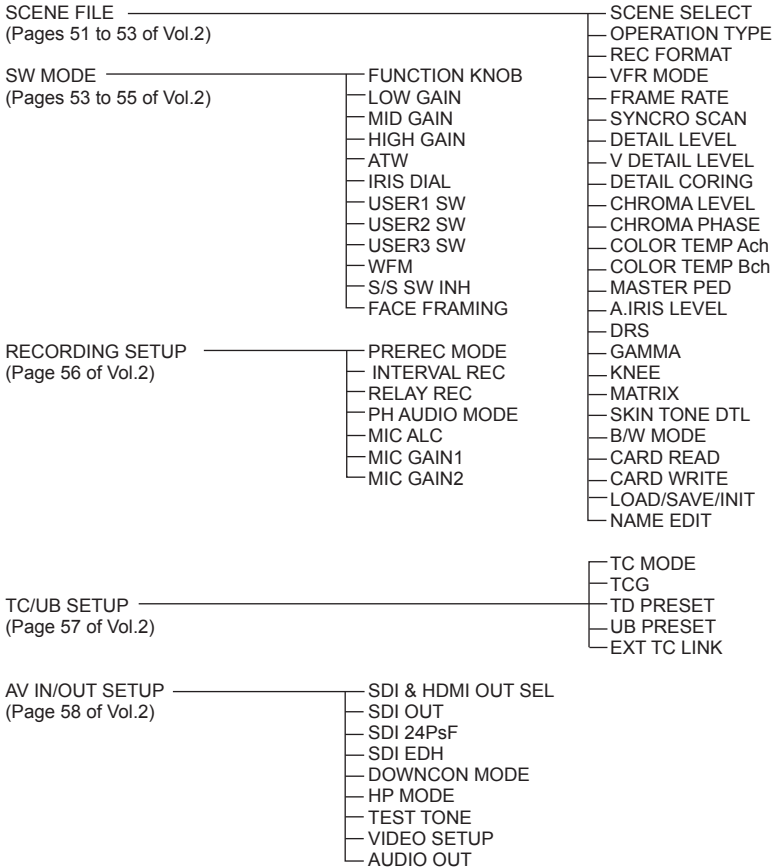 SCENE FILE
(Pages 51 to 53 of Vol.2)
SCENE SELECT
OPERATION TYPE
REC FORMAT
VFR MODE
FRAME RATE
SYNCRO SCAN
DETAIL LEVEL
V DETAIL LEVEL
DETAIL CORING
CHROMA LEVEL
CHROMA PHASE
COLOR TEMP Ach
COLOR TEMP Bch
MASTER PED
A.IRIS LEVEL
DRS
GAMMA
KNEE
MATRIX
SKIN TONE DTL
B/W MODE
CARD READ
CARD WRITE
LOAD/SAVE/INIT
NAME EDIT
SW MODE
(Pages 53 to 55 of Vol.2)
FUNCTION KNOB
LOW GAIN
MID GAIN
HIGH GAIN
ATW
IRIS DIAL
USER1 SW
USER2 SW
USER3 SW
WFM
S/S SW INH
FACE FRAMING
RECORDING SETUP
(Page 56 of Vol.2)
PREREC MODE
INTERVAL REC
RELAY REC
PH AUDIO MODE
MIC ALC
MIC GAIN1
MIC GAIN2
TC/UB SETUP
(Page 57 of Vol.2)
TC MODE
TCG
TD PRESET
UB PRESET
EXT TC LINK
AV IN/OUT SETUP
(Page 58 of Vol.2)
SDI & HDMI OUT SEL
SDI OUT
SDI 24PsF
SDI EDH
DOWNCON MODE
HP MODE
TEST TONE
VIDEO SETUP
AUDIO OUT